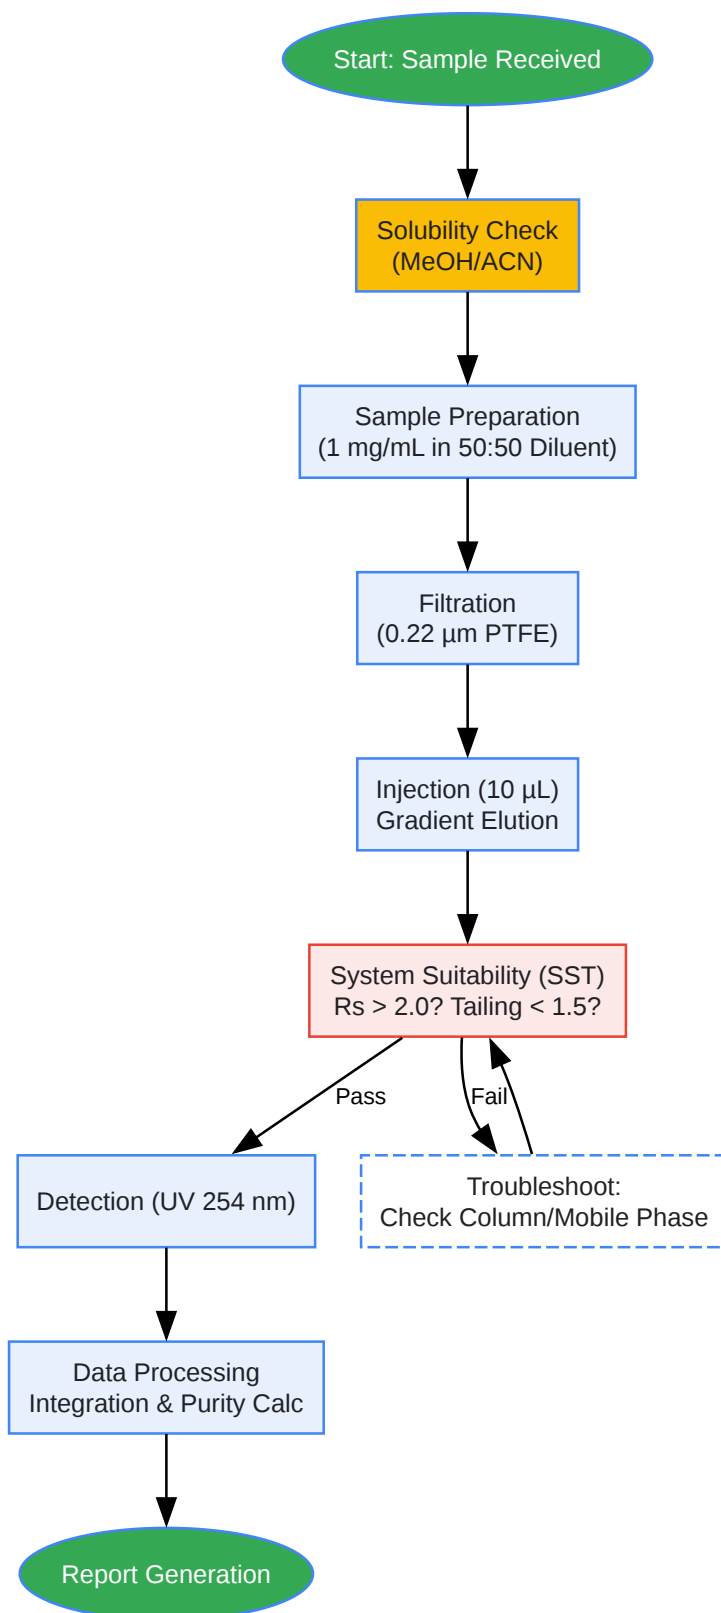 Start: Sample Received
Solubility Check
(MeOH/ACN)
Sample Preparation
(1 mg/mL in 50:50 Diluent)
Filtration
(0.22 µm PTFE)
Injection (10 µL)
Gradient Elution
System Suitability (SST)
Rs > 2.0? Tailing < 1.5?
Pass
Fail
Detection (UV 254 nm)
Troubleshoot:
Check Column/Mobile Phase
Data Processing
Integration & Purity Calc
Report Generation